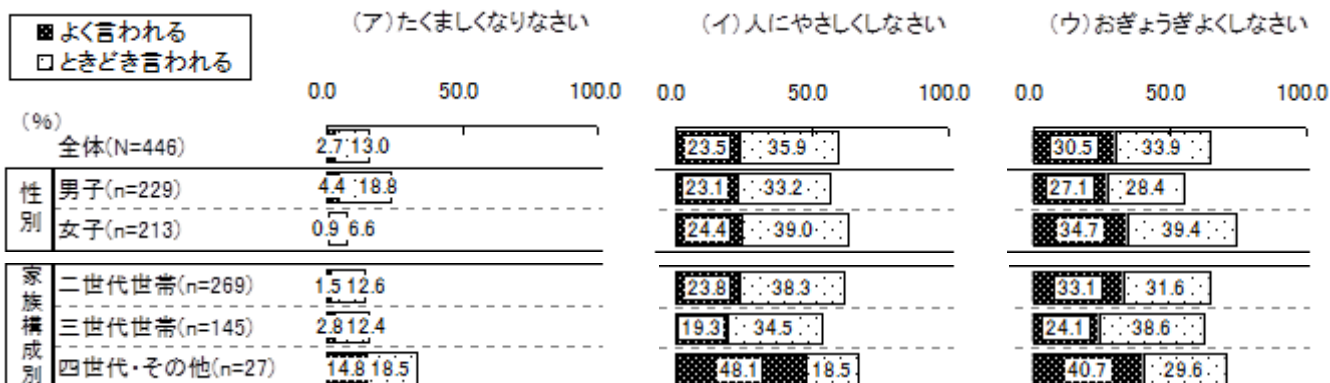 ■よく言われる
□ときどき言われる
(ア)たくましくなりなさい
(イ)人にやさしくしなさい
(ウ)おぎょうぎよくしなさい
0.0 50.0 100.0 0.0 50.0 100.0 0.0 50.0 100.0
(%)
全体(N=446) 2.7 13.0 23.5 35.9 30.5 33.9
性別
男子(n=229) 4.4 18.8 23.1 33.2 27.1 28.4
女子(n=213) 0.9 6.6 24.4 39.0 34.7 39.4
家族構成別
二世代世帯(n=269) 1.5 12.6 23.8 38.3 33.1 31.6
三世代世帯(n=145) 2.8 12.4 19.3 34.5 24.1 38.6
四世代・その他(n=27) 14.8 18.5 48.1 18.5 40.7 29.6